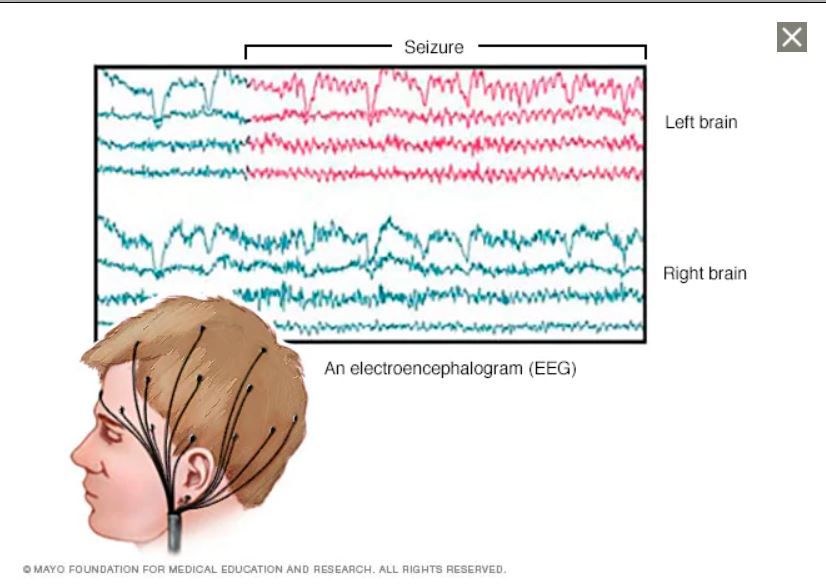 Seizure
Left brain
Right brain
An electroencephalogram (EEG)
© MAYO FOUNDATION FOR MEDICAL EDUCATION AND RESEARCH. ALL RIGHTS RESERVED.